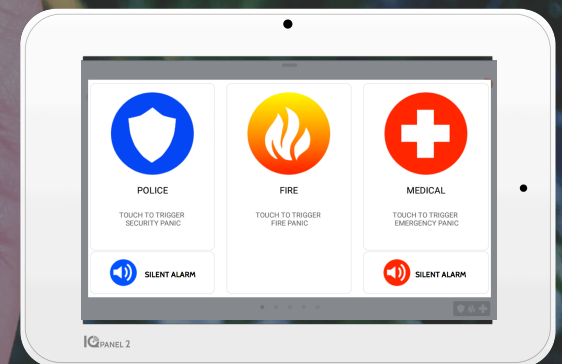 POLICE
TOUCH TO TRIGGER
SECURITY PANIC
SILENT ALARM
FIRE
TOUCH TO TRIGGER
FIRE PANIC
MEDICAL
TOUCH TO TRIGGER
EMERGENCY PANIC
SILENT ALARM
IQ PANEL 2